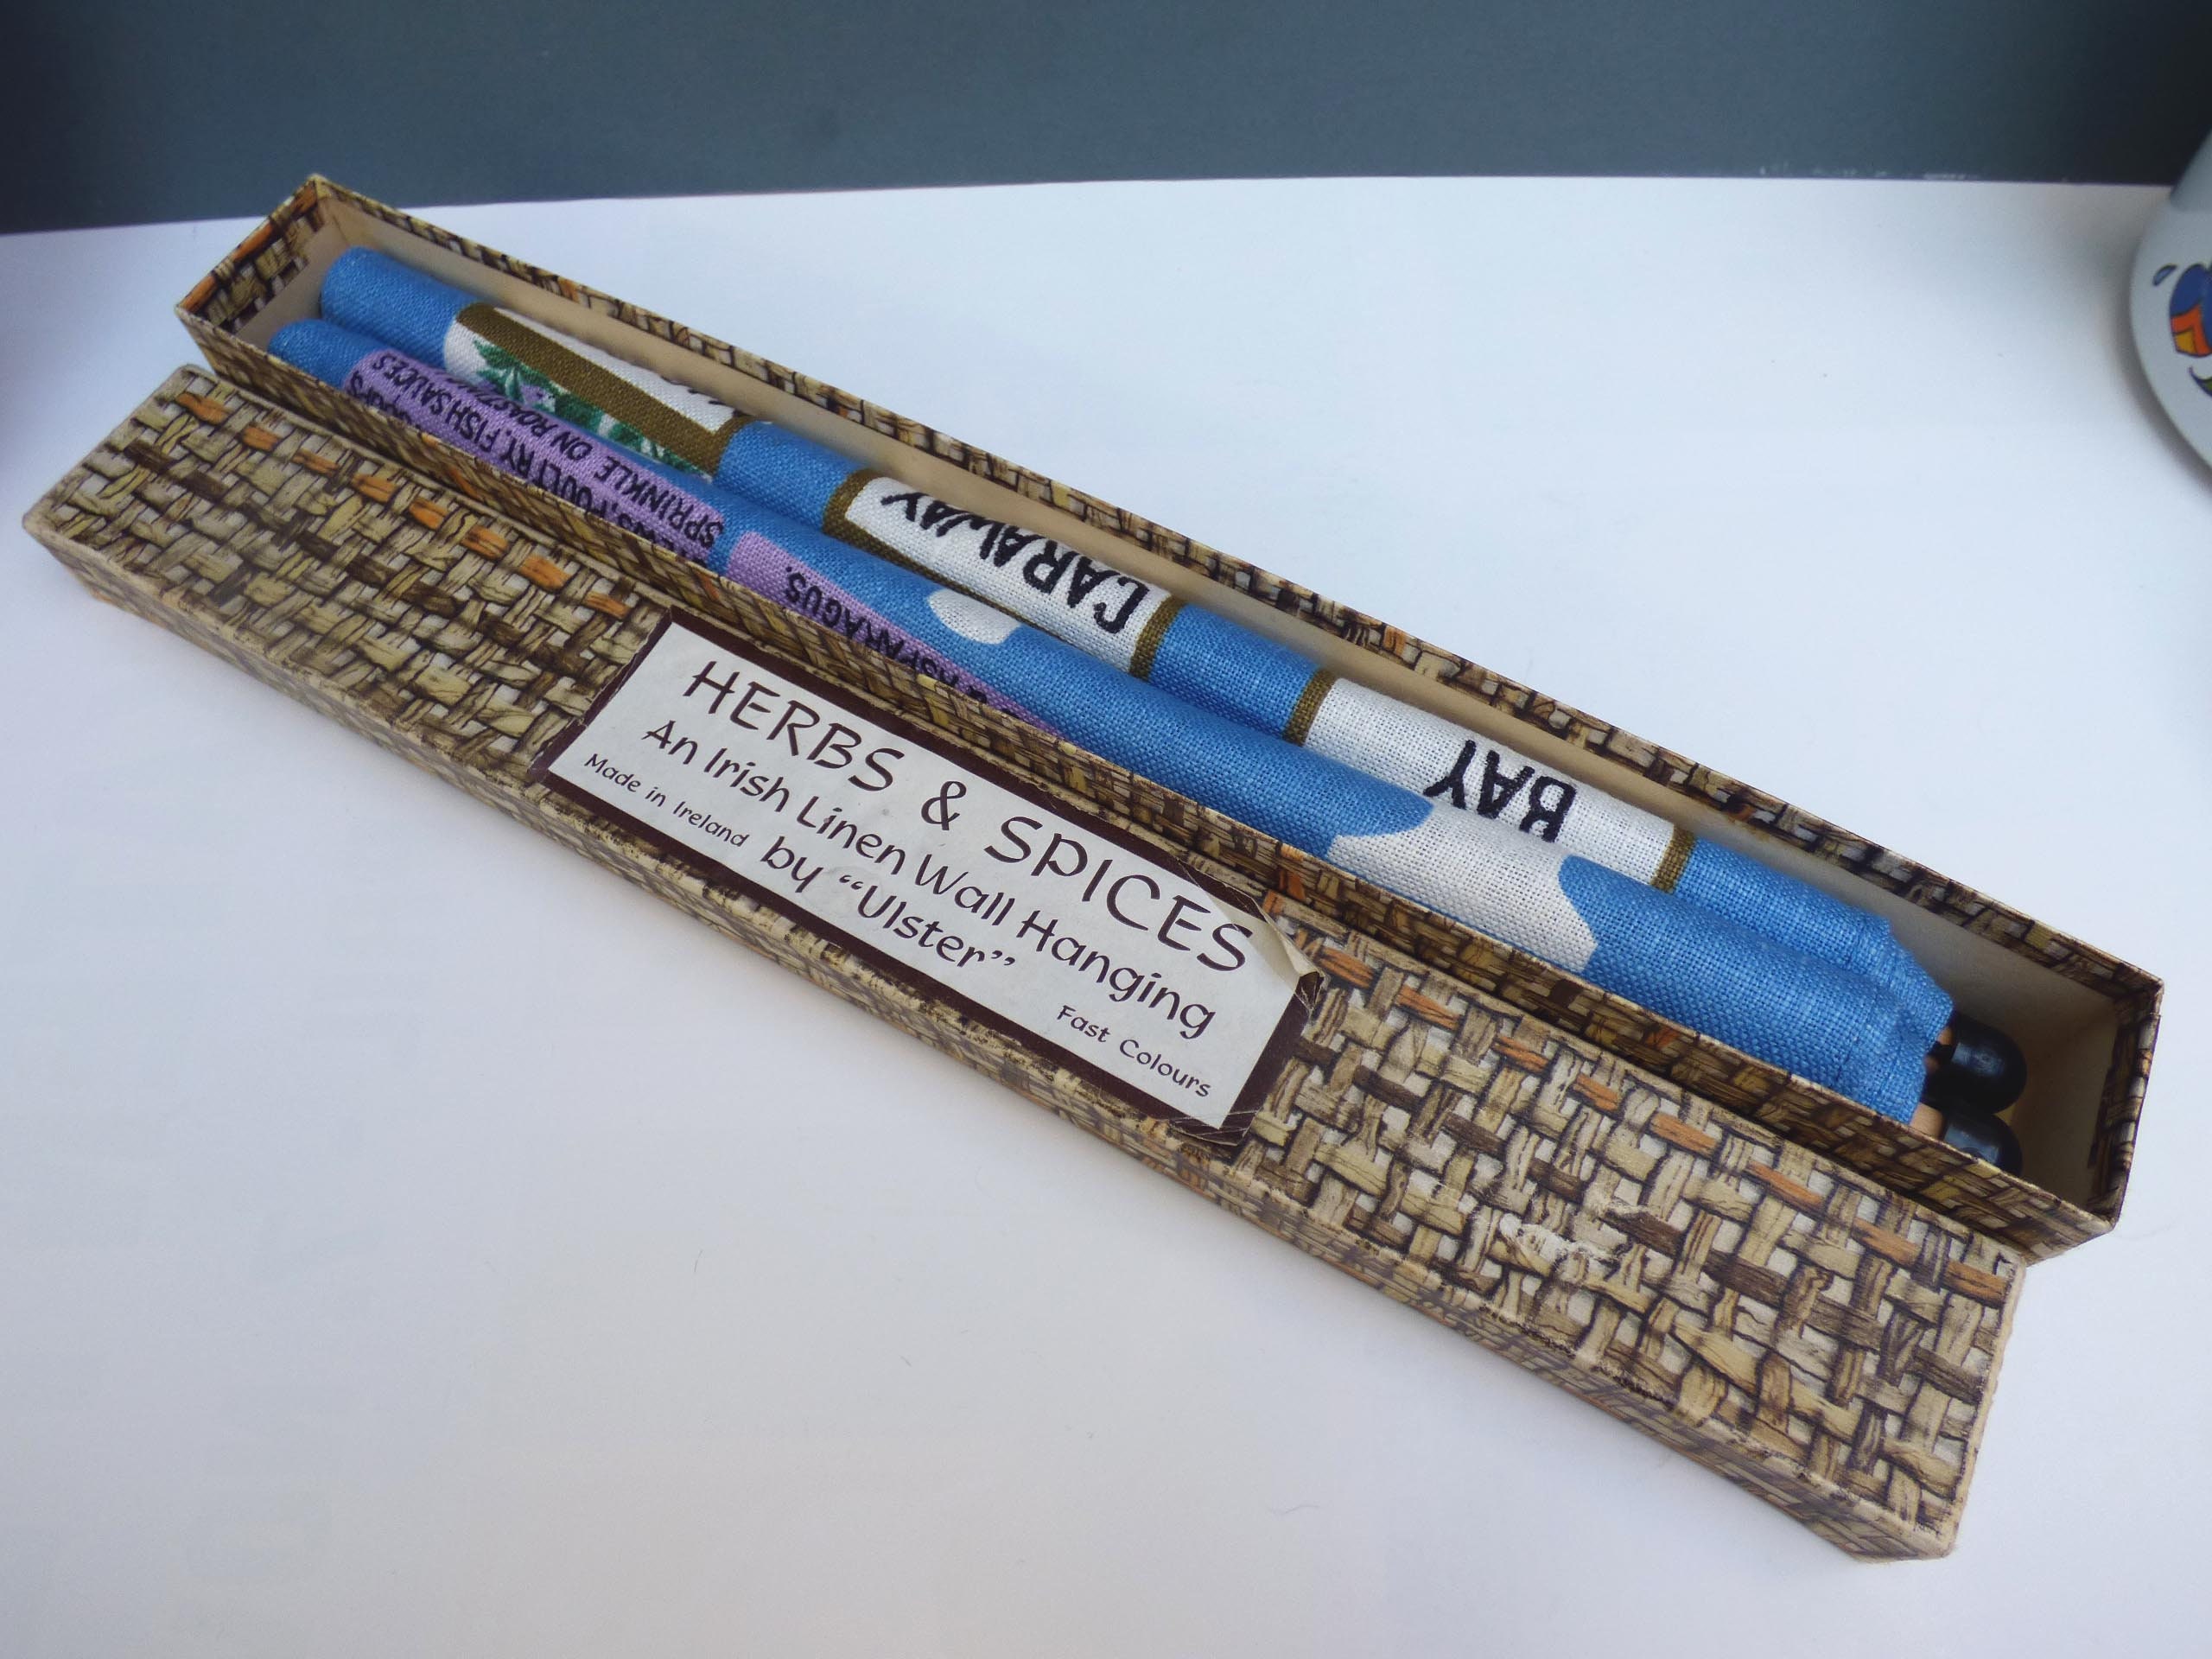 HERBS & SPICES
An Irish Linen Wall Hanging
Made in Ireland by "Ulster"
Fast Colours
BAY
CARAWAY
ASPARAGUS.
SPRINKLE ON
POULTRY, FISH SAUCES